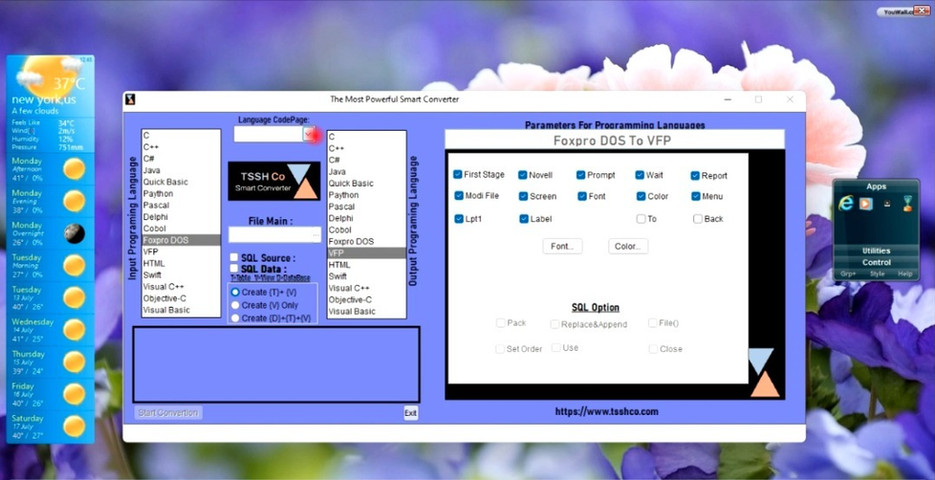 YouWall.c
37°C
new york,us
A few clouds
Feels Like 34°C
Wind 2m/s
Humidity 12%
Pressure 751mm
Monday
Afternoon
41° / 0%
Monday
Evening
38° / 0%
Monday
Overnight
26° / 0%
Tuesday
Morning
27° / 0%
Tuesday
13 July
40° / 26°
Wednesday
14 July
41° / 25°
Thursday
15 July
39° / 24°
Friday
16 July
40° / 26°
Saturday
17 July
40° / 27°
The Most Powerful Smart Converter
Input Programing Language
C
C++
C#
Java
Quick Basic
Paython
Pascal
Delphi
Cobol
Foxpro DOS
VFP
HTML
Swift
Visual C++
Objective-C
Visual Basic
Language CodePage:
TSSH Co
Smart Converter
File Main :
...
SQL Source :
SQL Data :
T-Table V-View D-DataBase
Create {T}+ {V}
Create {V} Only
Create {D}+{T}+{V}
C
C++
C#
Java
Quick Basic
Paython
Pascal
Delphi
Cobol
Foxpro DOS
VFP
HTML
Swift
Visual C++
Objective-C
Visual Basic
Output Programing Language
Start Convertion
Exit
Parameters For Programing Languages
Foxpro DOS To VFP
First Stage Novell Prompt Wait Report
Modi File Screen Font Color Menu
Lpt1 Label To Back
Font... Color...
SQL Option
Pack Replace&Append File()
Set Order Use Close
https://www.tsshco.com
Apps
Utilities
Control
Grp+ Style Help